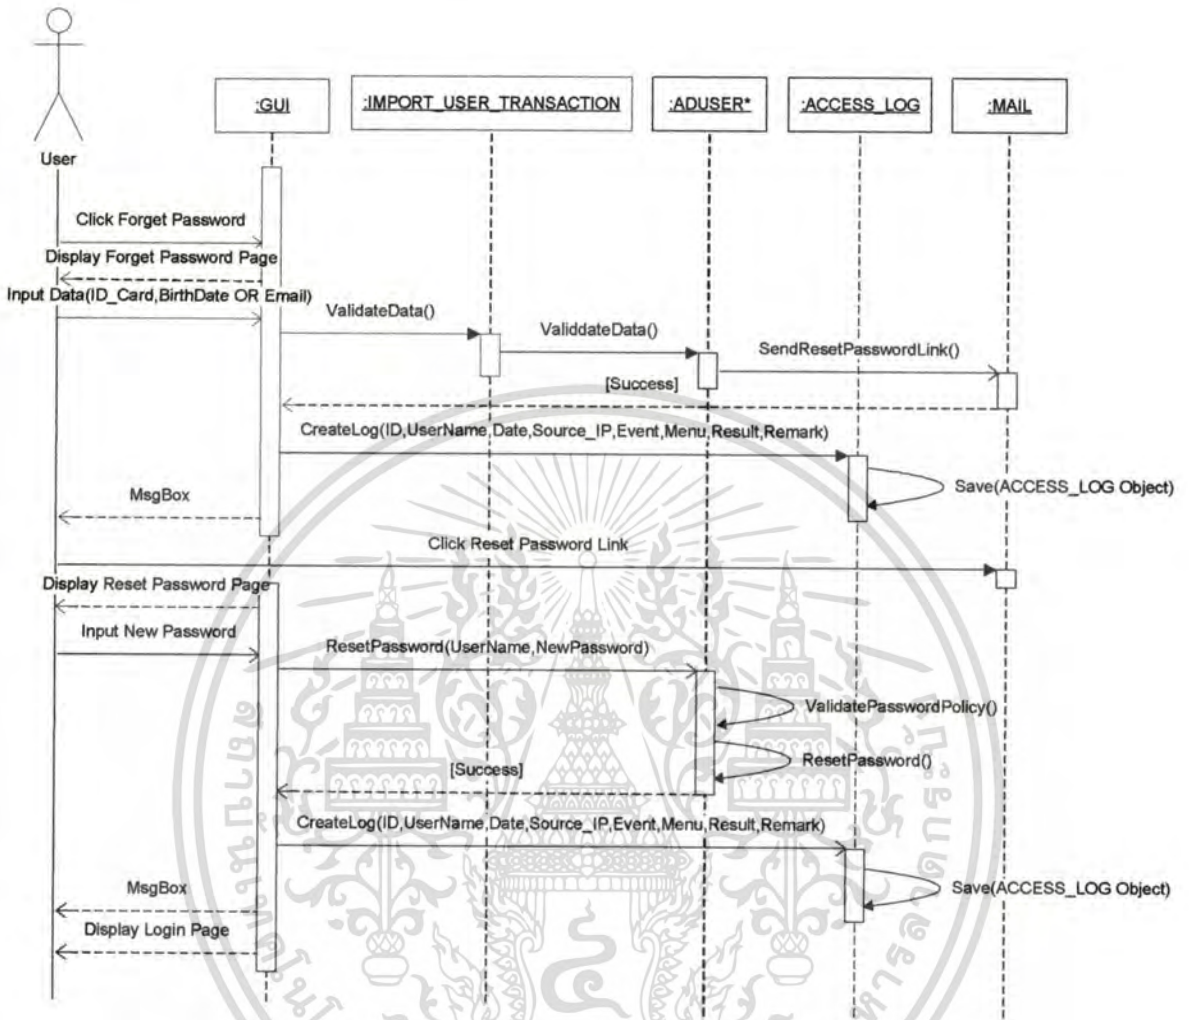 :GUI
:IMPORT_USER_TRANSACTION
:ADUSER*
:ACCESS_LOG
:MAIL
User
Click Forget Password
Display Forget Password Page
Input Data(ID_Card,BirthDate OR Email)
ValidateData()
ValiddateData()
SendResetPasswordLink()
[Success]
CreateLog(ID,UserName,Date,Source_IP,Event,Menu,Result,Remark)
Save(ACCESS_LOG Object)
MsgBox
Click Reset Password Link
Display Reset Password Page
Input New Password
ResetPassword(UserName,NewPassword)
ValidatePasswordPolicy()
ResetPassword()
[Success]
CreateLog(ID,UserName,Date,Source_IP,Event,Menu,Result,Remark)
Save(ACCESS_LOG Object)
MsgBox
Display Login Page